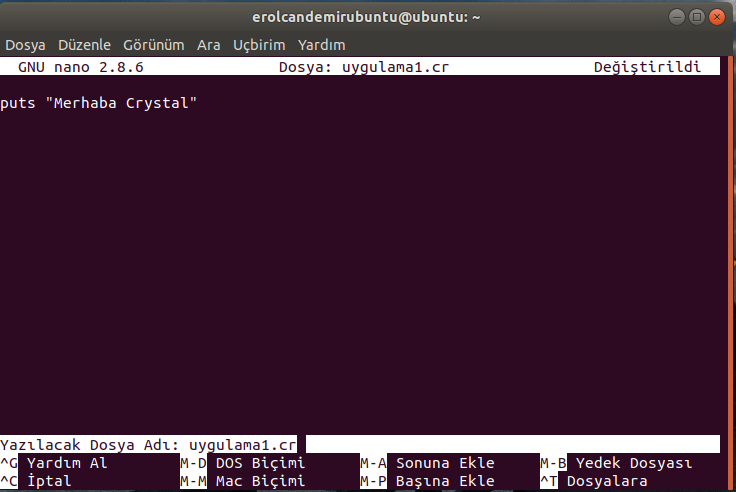 erolcandemirubuntu@ubuntu: ~
Dosya Düzenle Görünüm Ara Uçbirim Yardım
GNU nano 2.8.6 Dosya: uygulama1.cr Değiştirildi
puts "Merhaba Crystal"
Yazılacak Dosya Adı: uygulama1.cr
^G Yardım Al M-D DOS Biçimi M-A Sonuna Ekle M-B Yedek Dosyası
^C İptal M-M Mac Biçimi M-P Başına Ekle ^T Dosyalara